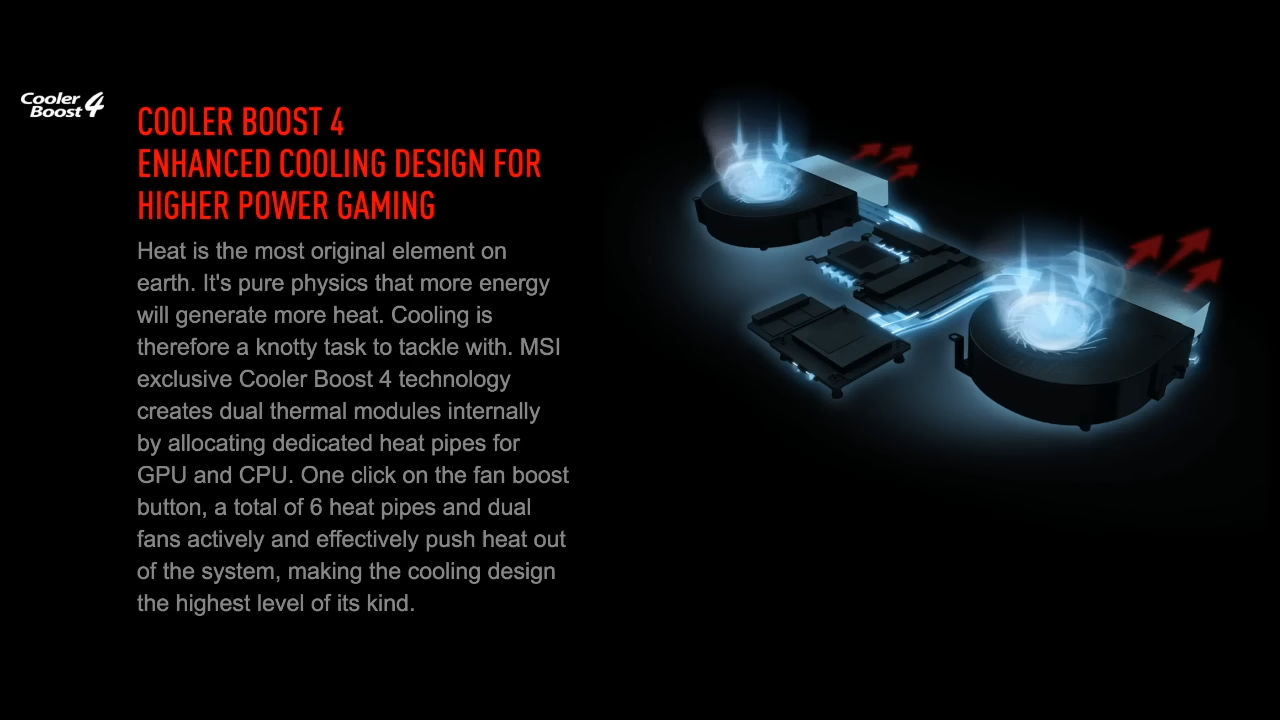 Cooler
Boost 4
COOLER BOOST 4
ENHANCED COOLING DESIGN FOR
HIGHER POWER GAMING
Heat is the most original element on
earth. It's pure physics that more energy
will generate more heat. Cooling is
therefore a knotty task to tackle with. MSI
exclusive Cooler Boost 4 technology
creates dual thermal modules internally
by allocating dedicated heat pipes for
GPU and CPU. One click on the fan boost
button, a total of 6 heat pipes and dual
fans actively and effectively push heat out
of the system, making the cooling design
the highest level of its kind.